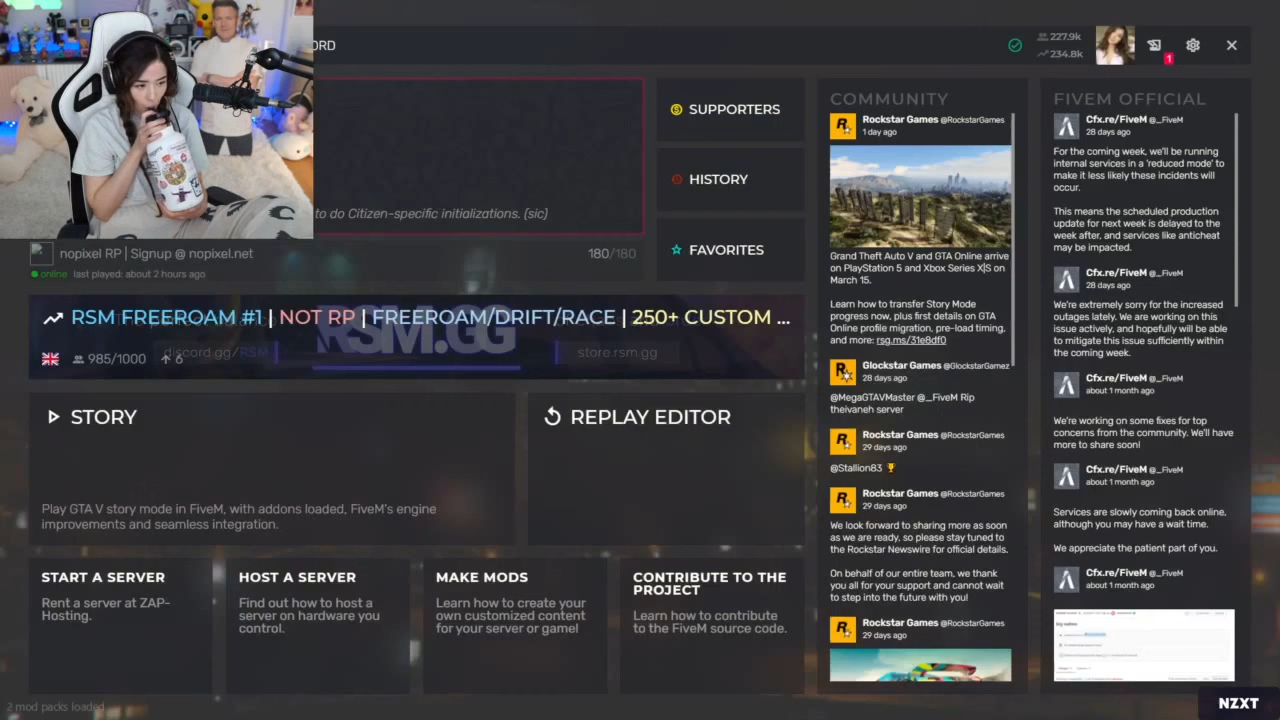 ORD
227.9k
234.8k
1
to do Citizen-specific initializations. (sic)
nopixel RP | Signup @ nopixel.net
180/180
online last played: about 2 hours ago
SUPPORTERS
HISTORY
FAVORITES
RSM FREEROAM #1 | NOT RP | FREEROAM/DRIFT/RACE | 250+ CUSTOM ...
RSM.GG
985/1000 6
discord.gg/RSM
store.rsm.gg
STORY
Play GTA V story mode in FiveM, with addons loaded, FiveM's engine
improvements and seamless integration.
REPLAY EDITOR
START A SERVER
Rent a server at ZAP-
Hosting.
HOST A SERVER
Find out how to host a
server on hardware you
control.
MAKE MODS
Learn how to create your
own customized content
for your server or game!
CONTRIBUTE TO THE
PROJECT
Learn how to contribute
to the FiveM source code.
COMMUNITY
Rockstar Games @RockstarGames
1 day ago
Grand Theft Auto V and GTA Online arrive
on PlayStation 5 and Xbox Series X|S on
March 15.
Learn how to transfer Story Mode
progress now, plus first details on GTA
Online profile migration, pre-load timing,
and more: rsg.ms/31e8df0
Glockstar Games @GlockstarGamez
28 days ago
@MegaGTAVMaster @_FiveM Rip
theivaneh server
Rockstar Games @RockstarGames
29 days ago
@Stallion83 🏆
Rockstar Games @RockstarGames
29 days ago
We look forward to sharing more as soon
as we are ready, so please stay tuned to
the Rockstar Newswire for official details.
On behalf of our entire team, we thank
you all for your support and cannot wait
to step into the future with you!
Rockstar Games @RockstarGames
29 days ago
FIVEM OFFICIAL
Cfx.re/FiveM @_FiveM
28 days ago
For the coming week, we'll be running
internal services in a 'reduced mode' to
make it less likely these incidents will
occur.
This means the scheduled production
update for next week is delayed to the
week after, and services like anticheat
may be impacted.
Cfx.re/FiveM @_FiveM
28 days ago
We're extremely sorry for the increased
outages lately. We are working on this
issue actively, and hopefully will be able
to mitigate this issue sufficiently within
the coming week.
Cfx.re/FiveM @_FiveM
about 1 month ago
We're working on some fixes for top
concerns from the community. We'll have
more to share soon!
Cfx.re/FiveM @_FiveM
about 1 month ago
Services are slowly coming back online,
although you may have a wait time.
We appreciate the patient part of you.
Cfx.re/FiveM @_FiveM
about 1 month ago
2 mod packs loaded
NZXT